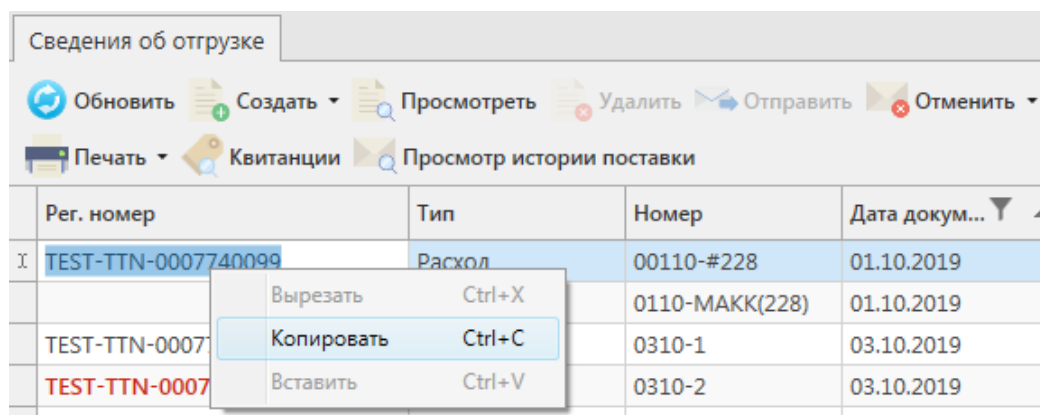 Сведения об отгрузке
Обновить Создать Просмотреть Удалить Отправить Отменить
Печать Квитанции Просмотр истории поставки
Рег. номер Тип Номер Дата докум...
TEST-TTN-0007740099 Расход 00110-#228 01.10.2019
Вырезать Ctrl+X 0110-МАКК(228) 01.10.2019
TEST-TTN-0007 Копировать Ctrl+C 0310-1 03.10.2019
TEST-TTN-0007 Вставить Ctrl+V 0310-2 03.10.2019